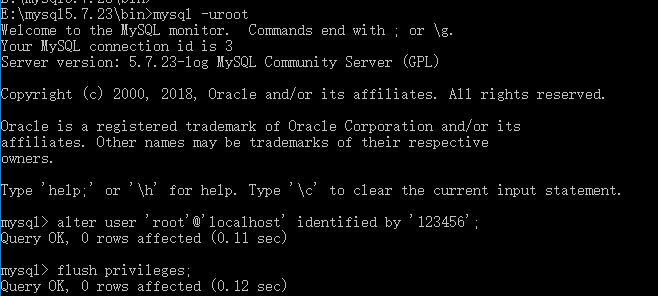 E:\mysql5.7.23\bin>
E:\mysql5.7.23\bin>mysql -uroot
Welcome to the MySQL monitor.  Commands end with ; or \g.
Your MySQL connection id is 3
Server version: 5.7.23-log MySQL Community Server (GPL)
Copyright (c) 2000, 2018, Oracle and/or its affiliates. All rights reserved.
Oracle is a registered trademark of Oracle Corporation and/or its
affiliates. Other names may be trademarks of their respective
owners.
Type 'help;' or '\h' for help. Type '\c' to clear the current input statement.
mysql> alter user 'root'@'localhost' identified by '123456';
Query OK, 0 rows affected (0.11 sec)
mysql> flush privileges;
Query OK, 0 rows affected (0.12 sec)